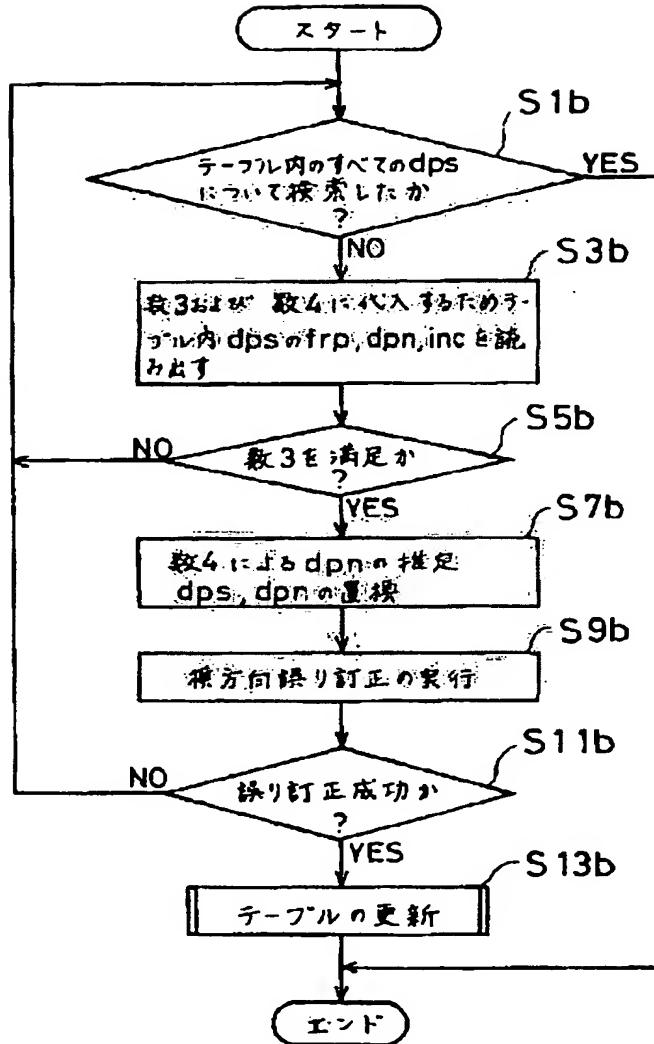 スタート
S1b
テーブル内のすべてのdps
について検索したか
?
YES
NO
S3b
数3および 数4に代入するためテー
ブル内dpsのfrp,dpn,incを読
み出す
S5b
NO
数3を満足か
?
YES
S7b
数4によるdpnの推定
dps,dpnの置換
S9b
横方向誤り訂正の実行
S11b
NO
誤り訂正成功か
?
YES
S13b
テーブルの更新
エンド